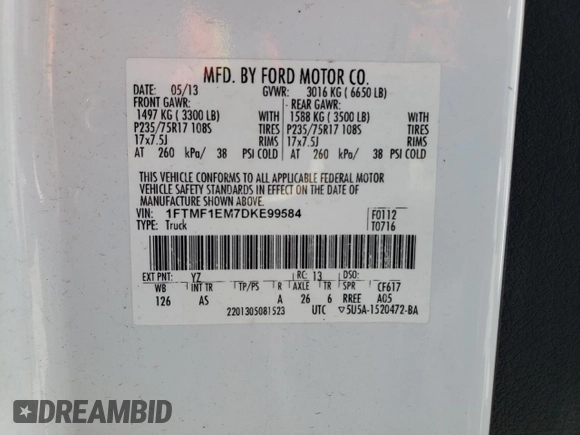 MFD. BY FORD MOTOR CO.
DATE: 05/13 GVWR: 3016 KG ( 6650 LB)
FRONT GAWR: REAR GAWR:
1497 KG ( 3300 LB) WITH 1588 KG ( 3500 LB) WITH
P235/75R17 108S TIRES P235/75R17 108S TIRES
17x7.5J RIMS 17x7.5J RIMS
AT 260 kPa/ 38 PSI COLD AT 260 kPa/ 38 PSI COLD
THIS VEHICLE CONFORMS TO ALL APPLICABLE FEDERAL MOTOR
VEHICLE SAFETY STANDARDS IN EFFECT ON THE DATE OF
MANUFACTURE SHOWN ABOVE.
VIN: 1FTMF1EM7DKE99584 F0112
TYPE: Truck T0716
EXT PNT: YZ RC: 13 DSO:
WB INT TR TP/PS R AXLE TR SPR CF617
126 AS A 26 6 RREE A05
2201305081523 UTC ▽5U5A-1520472-BA
DREAMBID